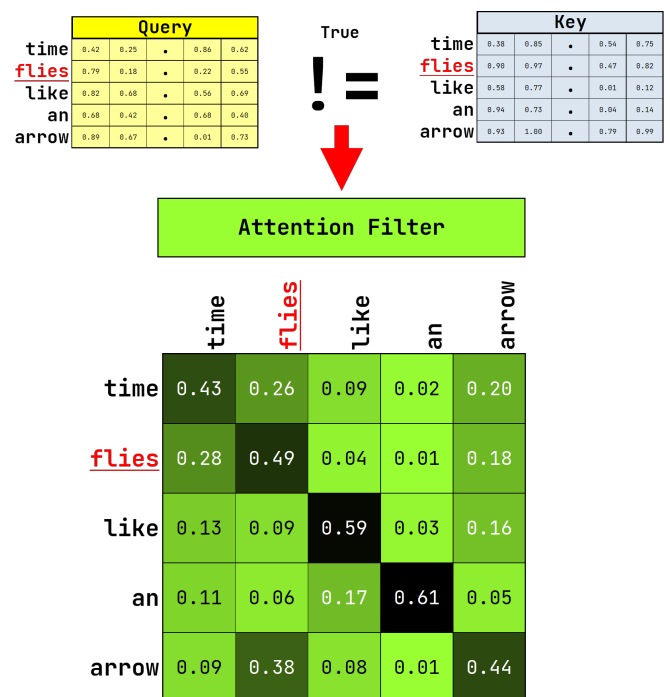 Query
time 0.42 0.25 . 0.86 0.62
flies 0.79 0.18 . 0.22 0.55
like 0.82 0.68 . 0.56 0.69
an 0.68 0.42 . 0.68 0.40
arrow 0.89 0.67 . 0.01 0.73
True
!=
Key
time 0.38 0.85 . 0.54 0.75
flies 0.90 0.97 . 0.47 0.82
like 0.58 0.77 . 0.01 0.12
an 0.94 0.73 . 0.04 0.14
arrow 0.93 1.00 . 0.79 0.99
Attention Filter
time flies like an arrow
time 0.43 0.26 0.09 0.02 0.20
flies 0.28 0.49 0.04 0.01 0.18
like 0.13 0.09 0.59 0.03 0.16
an 0.11 0.06 0.17 0.61 0.05
arrow 0.09 0.38 0.08 0.01 0.44